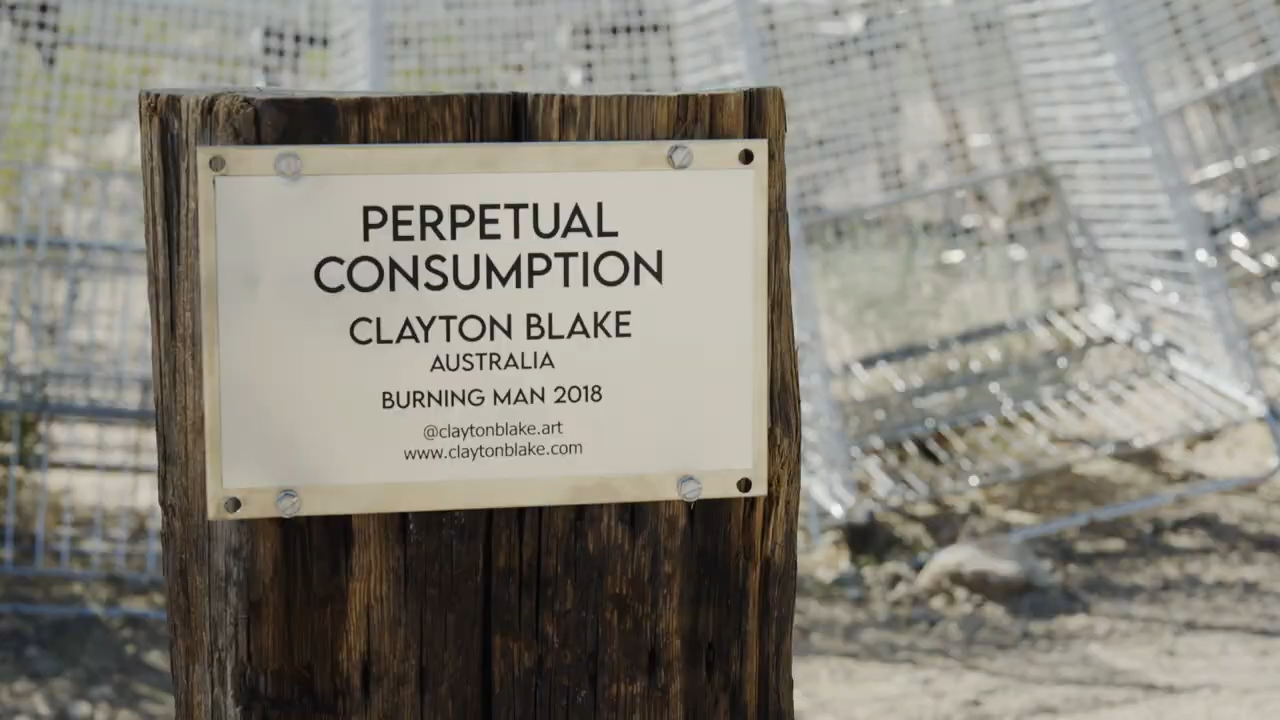 PERPETUAL
CONSUMPTION
CLAYTON BLAKE
AUSTRALIA
BURNING MAN 2018
@claytonblake.art
www.claytonblake.com